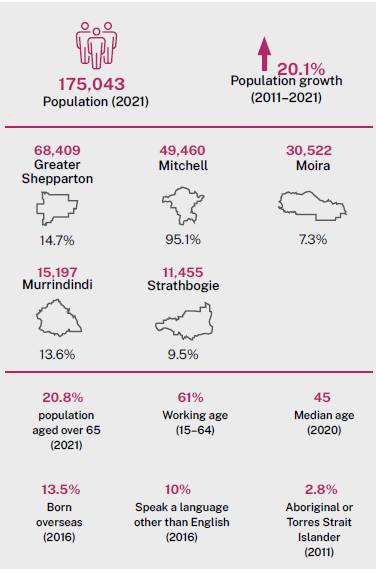 175,043
Population (2021)
20.1%
Population growth
(2011–2021)
68,409
Greater
Shepparton
14.7%
49,460
Mitchell
95.1%
30,522
Moira
7.3%
15,197
Murrindindi
13.6%
11,455
Strathbogie
9.5%
20.8%
population
aged over 65
(2021)
61%
Working age
(15–64)
45
Median age
(2020)
13.5%
Born
overseas
(2016)
10%
Speak a language
other than English
(2016)
2.8%
Aboriginal or
Torres Strait
Islander
(2011)